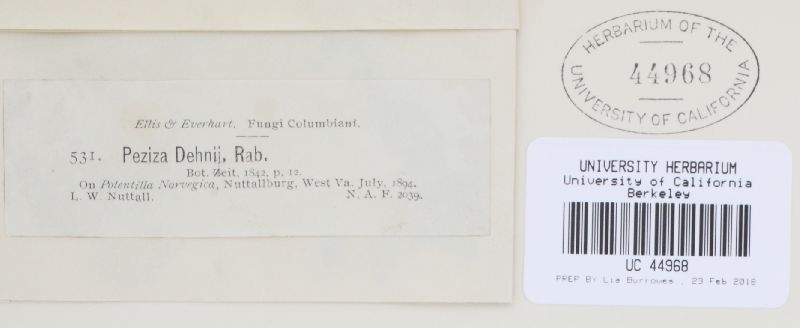 Ellis & Everhart. Fungi Columbiani.
531. Peziza Dehnij, Rab.
Bot. Zeit, 1842, p. 12.
On Potentilla Norvegica, Nuttallburg, West Va. July, 1894.
L. W. Nuttall. N. A. F. 2039.
HERBARIUM OF THE
44968
UNIVERSITY OF CALIFORNIA
UNIVERSITY HERBARIUM
University of California
Berkeley
UC 44968
PREP BY Lia Burrowes , 23 Feb 2018